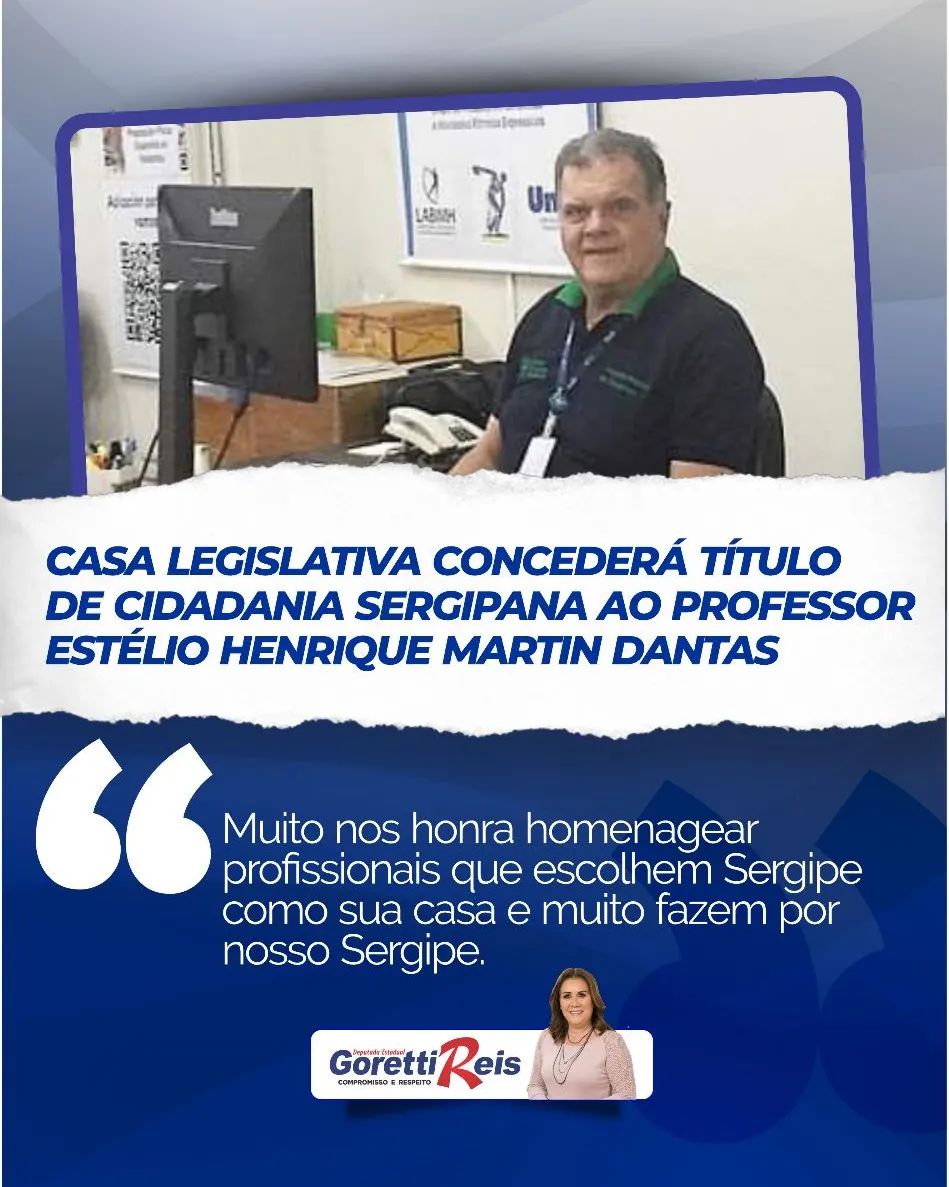 LABIMH
CASA LEGISLATIVA CONCEDERÁ TÍTULO
DE CIDADANIA SERGIPANA AO PROFESSOR
ESTÉLIO HENRIQUE MARTIN DANTAS
Muito nos honra homenagear
profissionais que escolhem Sergipe
como sua casa e muito fazem por
nosso Sergipe.
Deputada Estadual
Goretti Reis
COMPROMISSO E RESPEITO